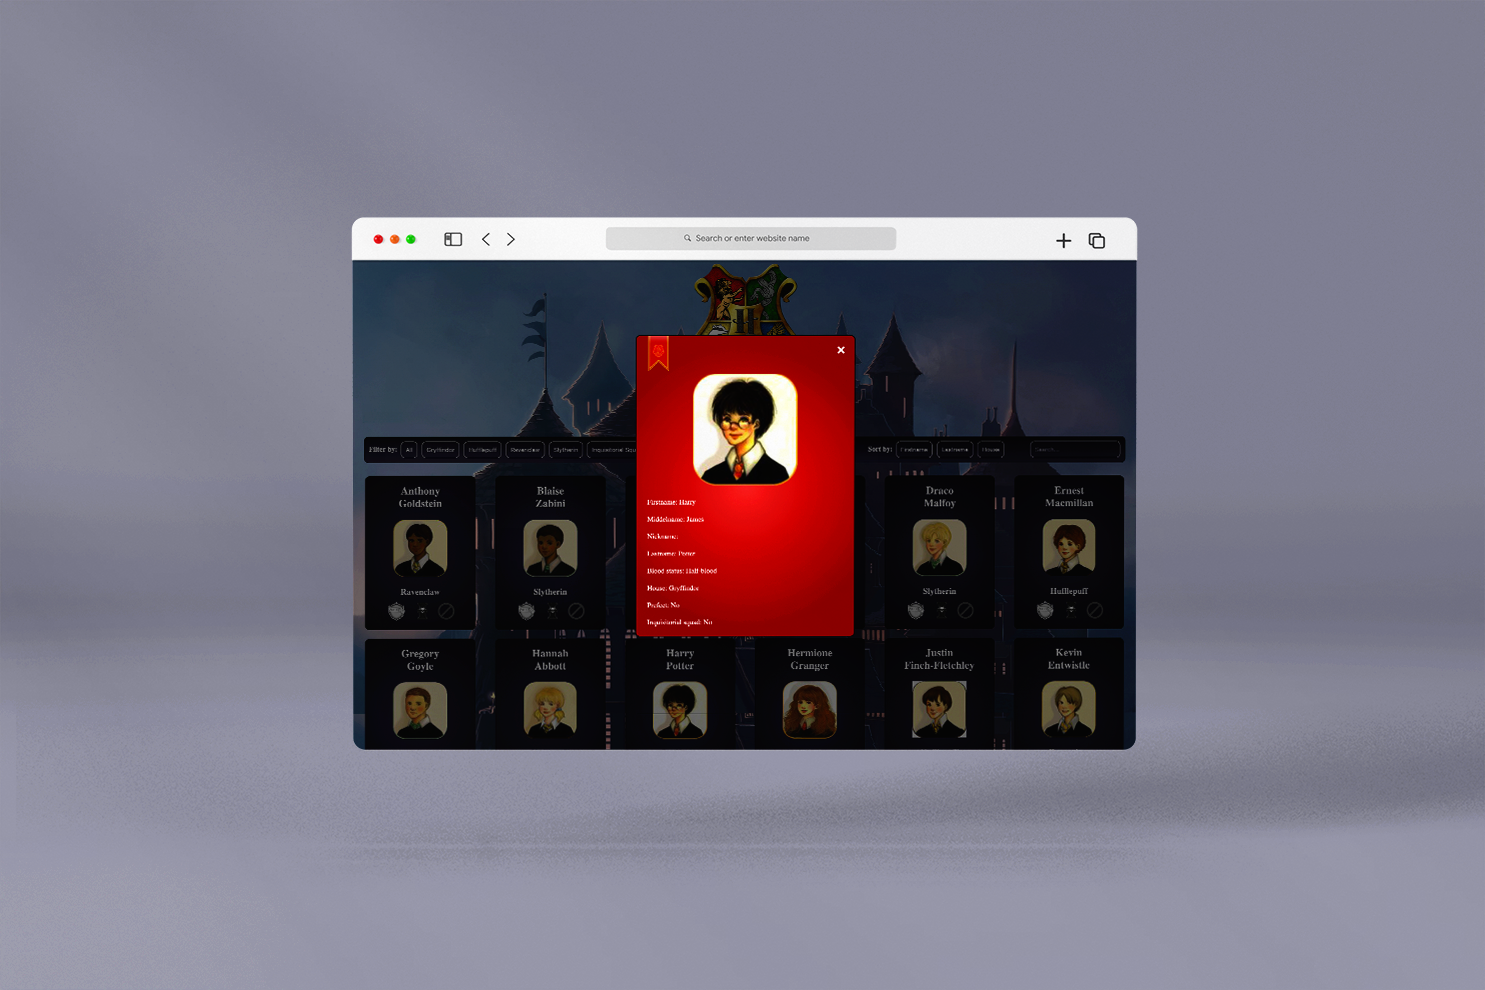 Search or enter website name
Filter by: All Gryffindor Hufflepuff Ravenclaw Slytherin Inquisitorial Squ
Sort by: Firstname Lastname House Search...
Anthony
Goldstein
Ravenclaw
Blaise
Zabini
Slytherin
Firstname: Harry
Middelname: James
Nickname:
Lastname: Potter
Blood status: Half-blood
House: Gryffindor
Prefect: No
Inquisitorial squad: No
Draco
Malfoy
Slytherin
Ernest
Macmillan
Hufflepuff
Gregory
Goyle
Hannah
Abbott
Harry
Potter
Hermione
Granger
Justin
Finch-Fletchley
Kevin
Entwistle